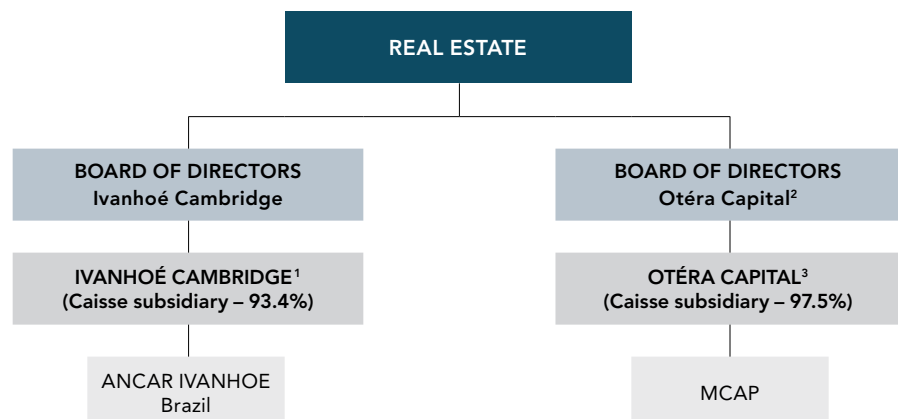 REAL ESTATE
BOARD OF DIRECTORS
Ivanhoé Cambridge
BOARD OF DIRECTORS
Otéra Capital²
IVANHOÉ CAMBRIDGE¹
(Caisse subsidiary – 93.4%)
OTÉRA CAPITAL³
(Caisse subsidiary – 97.5%)
ANCAR IVANHOE
Brazil
MCAP